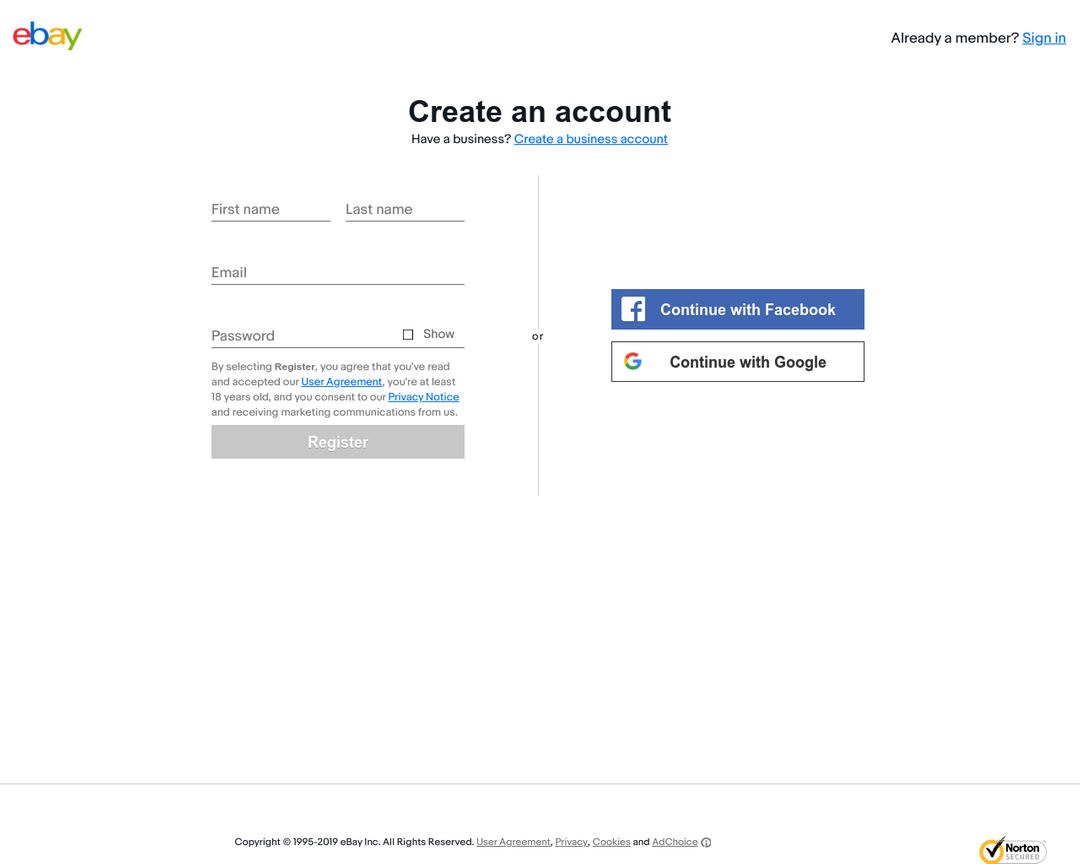 ebay
Already a member? Sign in
Create an account
Have a business? Create a business account
First name
Last name
Email
Password
Show
By selecting Register, you agree that you've read
and accepted our User Agreement, you're at least
18 years old, and you consent to our Privacy Notice
and receiving marketing communications from us.
Register
or
Continue with Facebook
Continue with Google
Copyright © 1995-2019 eBay Inc. All Rights Reserved. User Agreement, Privacy, Cookies and AdChoice
Norton
SECURED